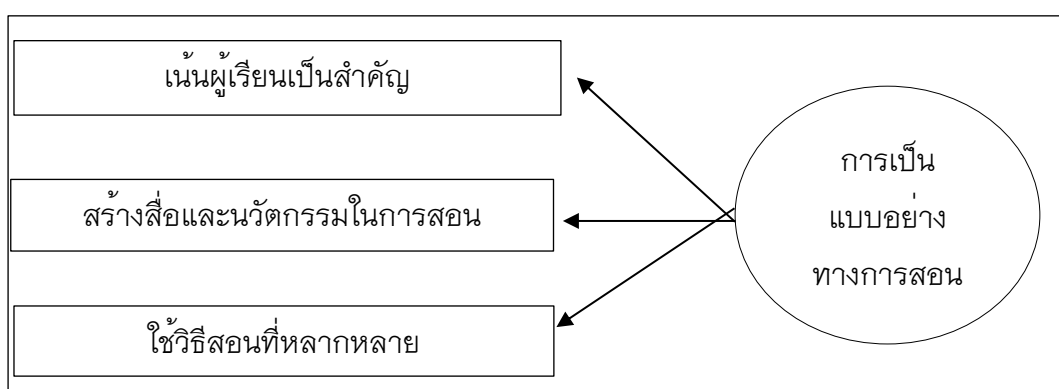 เน้นผู้เรียนเป็นสำคัญ
สร้างสื่อและนวัตกรรมในการสอน
ใช้วิธีสอนที่หลากหลาย
การเป็น
แบบอย่าง
ทางการสอน